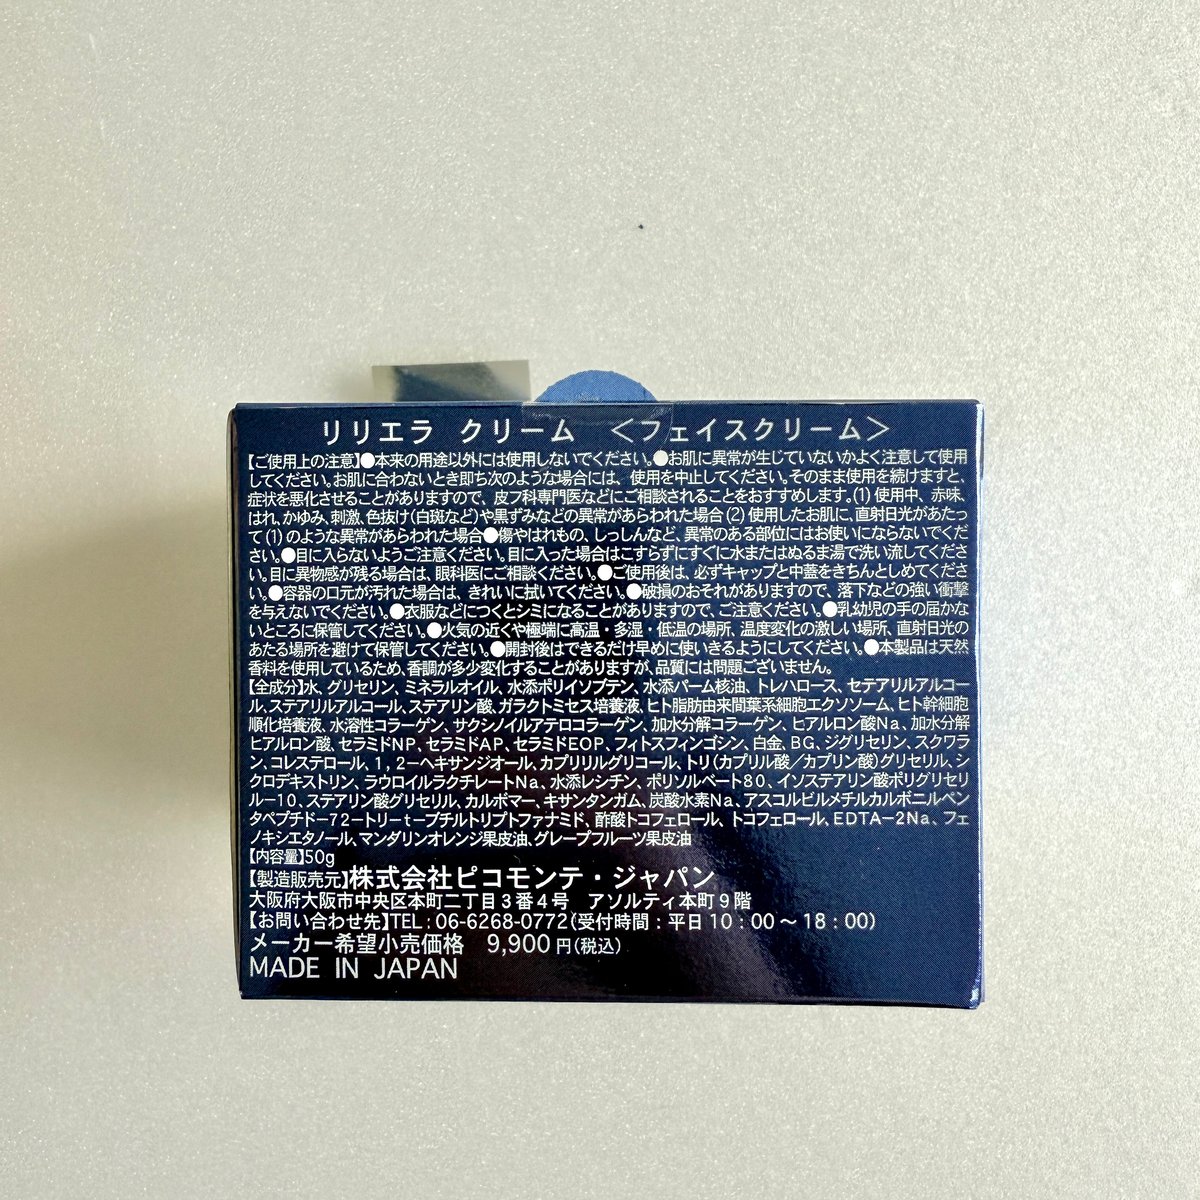 リリエラ クリーム <フェイスクリーム>
【ご使用上の注意】●本来の用途以外には使用しないでください。●お肌に異常が生じていないかよく注意して使用
してください。お肌に合わないとき即ち次のような場合には、使用を中止してください。そのまま使用を続けますと、
症状を悪化させることがありますので、皮フ科専門医などにご相談されることをおすすめします。(1)使用中、赤味、
はれ、かゆみ、刺激、色抜け(白斑など)や黒ずみなどの異常があらわれた場合(2)使用したお肌に、直射日光があたっ
て(1)のような異常があらわれた場合●傷やはれもの、しっしんなど、異常のある部位にはお使いにならないでくださ
い。●目に入らないようご注意ください。目に入った場合はこすらずにすぐに水またはぬるま湯で洗い流してくださ
い。目に異物感が残る場合は、眼科医にご相談ください。●ご使用後は、必ずキャップと中蓋をきちんとしめてくださ
い。●容器の口元が汚れた場合は、きれいに拭いてください。●破損のおそれがありますので、落下などの強い衝撃
を与えないでください。●衣服などにつくとシミになることがありますので、ご注意ください。●乳幼児の手の届かな
いところに保管してください。●火気の近くや極端に高温・多湿・低温の場所、温度変化の激しい場所、直射日光の
あたる場所を避けて保管してください。●開封後はできるだけ早めに使いきるようにしてください。●本製品は天然
香料を使用しているため、香調が多少変化することがありますが、品質には問題ございません。
【全成分】水、グリセリン、ミネラルオイル、水添ポリイソブテン、水添パーム核油、トレハロース、セテアリルアルコー
ル、ステアリルアルコール、ステアリン酸、ガラクトミセス培養液、ヒト脂肪由来間葉系細胞エクソソーム、ヒト幹細胞
順化培養液、水溶性コラーゲン、サクシノイルアテロコラーゲン、加水分解コラーゲン、ヒアルロン酸Na、加水分解
ヒアルロン酸、セラミドNP、セラミドAP、セラミドEOP、フィトスフィンゴシン、白金、BG、ジグリセリン、スクワラ
ン、コレステロール、1,2-ヘキサンジオール、カプリリルグリコール、トリ(カプリル酸/カプリン酸)グリセリル、シ
クロデキストリン、ラウロイルラクチレートNa、水添レシチン、ポリソルベート80、イソステアリン酸ポリグリセリ
ル-10、ステアリン酸グリセリル、カルボマー、キサンタンガム、炭酸水素Na、アスコルビルメチルカルボニルペン
タペプチド-72-トリ-t-ブチルトリプトファナミド、酢酸トコフェロール、トコフェロール、EDTA-2Na、フェ
ノキシエタノール、マンダリンオレンジ果皮油、グレープフルーツ果皮油
【内容量】50g
【製造販売元】株式会社ピコモンテ・ジャパン
大阪府大阪市中央区本町二丁目3番4号 アソルティ本町9階
【お問い合わせ先】TEL:06-6268-0772(受付時間:平日10:00~18:00)
メーカー希望小売価格 9,900円(税込)
MADE IN JAPAN